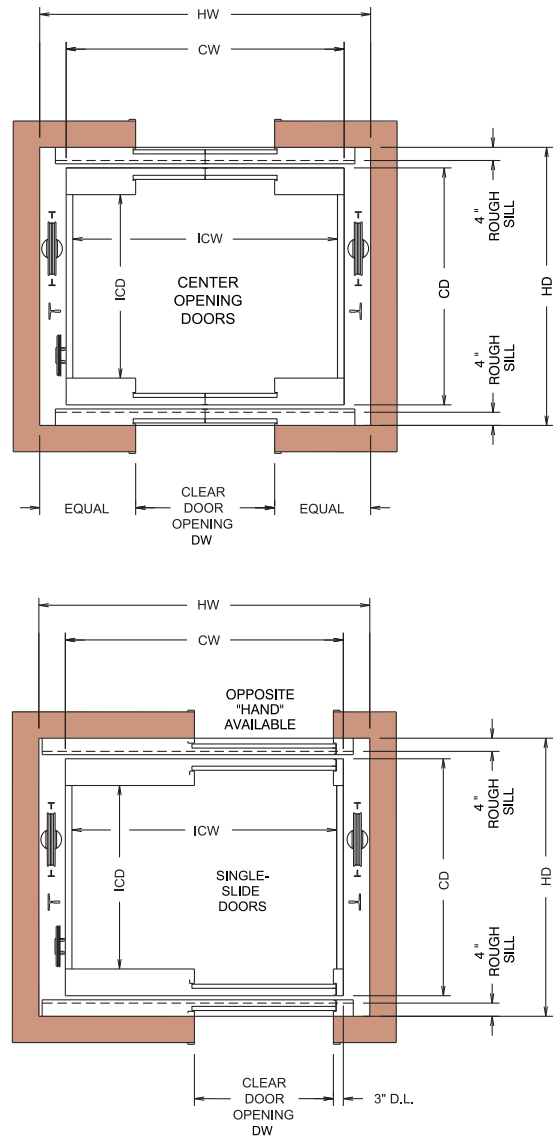 HW
CW
4"
ROUGH
SILL
ICW
ICD
CENTER
OPENING
DOORS
CD
HD
4"
ROUGH
SILL
EQUAL
CLEAR
DOOR
OPENING
DW
EQUAL
HW
CW
OPPOSITE
"HAND"
AVAILABLE
4"
ROUGH
SILL
ICW
ICD
SINGLE-
SLIDE
DOORS
CD
HD
4"
ROUGH
SILL
CLEAR
DOOR
OPENING
DW
3" D.L.